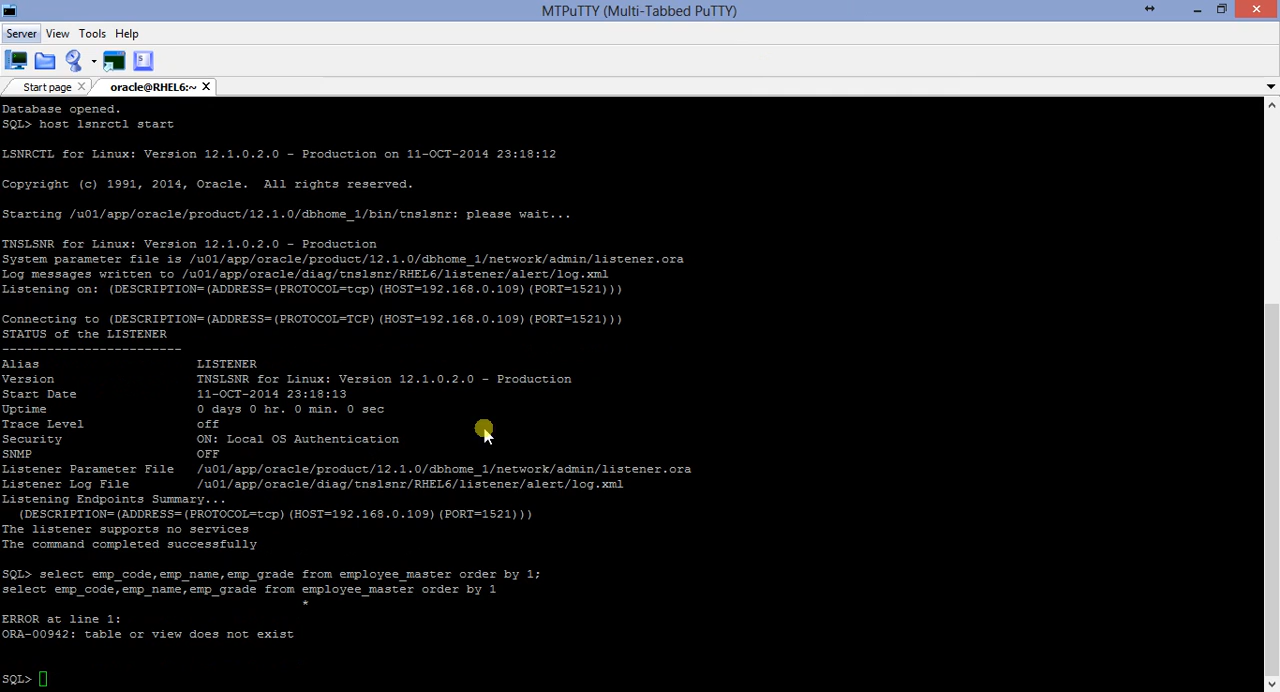 MTPuTTY (Multi-Tabbed PuTTY)
Server View Tools Help
Start page oracle@RHEL6:~
Database opened.
SQL> host lsnrctl start
LSNRCTL for Linux: Version 12.1.0.2.0 - Production on 11-OCT-2014 23:18:12
Copyright (c) 1991, 2014, Oracle.  All rights reserved.
Starting /u01/app/oracle/product/12.1.0/dbhome_1/bin/tnslsnr: please wait...
TNSLSNR for Linux: Version 12.1.0.2.0 - Production
System parameter file is /u01/app/oracle/product/12.1.0/dbhome_1/network/admin/listener.ora
Log messages written to /u01/app/oracle/diag/tnslsnr/RHEL6/listener/alert/log.xml
Listening on: (DESCRIPTION=(ADDRESS=(PROTOCOL=tcp)(HOST=192.168.0.109)(PORT=1521)))
Connecting to (DESCRIPTION=(ADDRESS=(PROTOCOL=TCP)(HOST=192.168.0.109)(PORT=1521)))
STATUS of the LISTENER
------------------------
Alias                     LISTENER
Version                   TNSLSNR for Linux: Version 12.1.0.2.0 - Production
Start Date                11-OCT-2014 23:18:13
Uptime                    0 days 0 hr. 0 min. 0 sec
Trace Level               off
Security                  ON: Local OS Authentication
SNMP                      OFF
Listener Parameter File   /u01/app/oracle/product/12.1.0/dbhome_1/network/admin/listener.ora
Listener Log File         /u01/app/oracle/diag/tnslsnr/RHEL6/listener/alert/log.xml
Listening Endpoints Summary...
(DESCRIPTION=(ADDRESS=(PROTOCOL=tcp)(HOST=192.168.0.109)(PORT=1521)))
The listener supports no services
The command completed successfully
SQL> select emp_code,emp_name,emp_grade from employee_master order by 1;
select emp_code,emp_name,emp_grade from employee_master order by 1
*
ERROR at line 1:
ORA-00942: table or view does not exist
SQL>